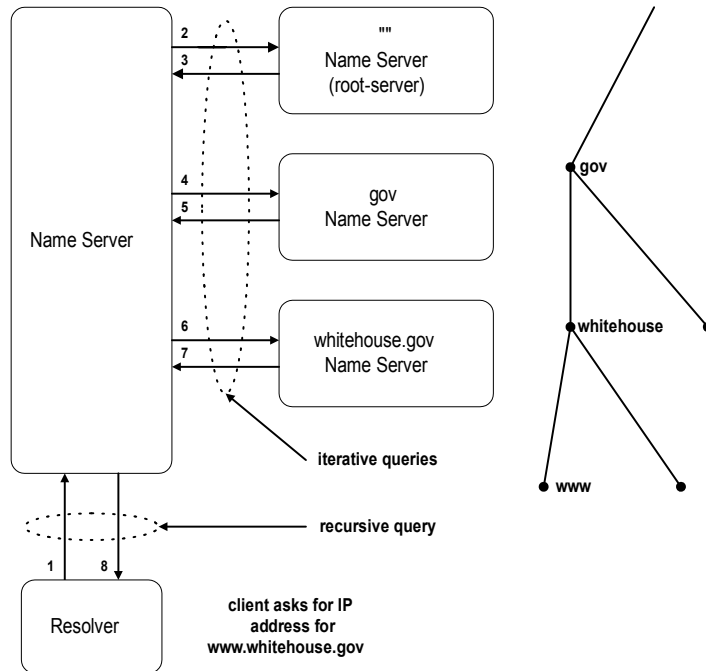 2
""
3
Name Server
(root-server)
gov
4
gov
5
Name Server
Name Server
6
whitehouse.gov
whitehouse
7
Name Server
iterative queries
www
recursive query
1
8
Resolver
client asks for IP
address for
www.whitehouse.gov